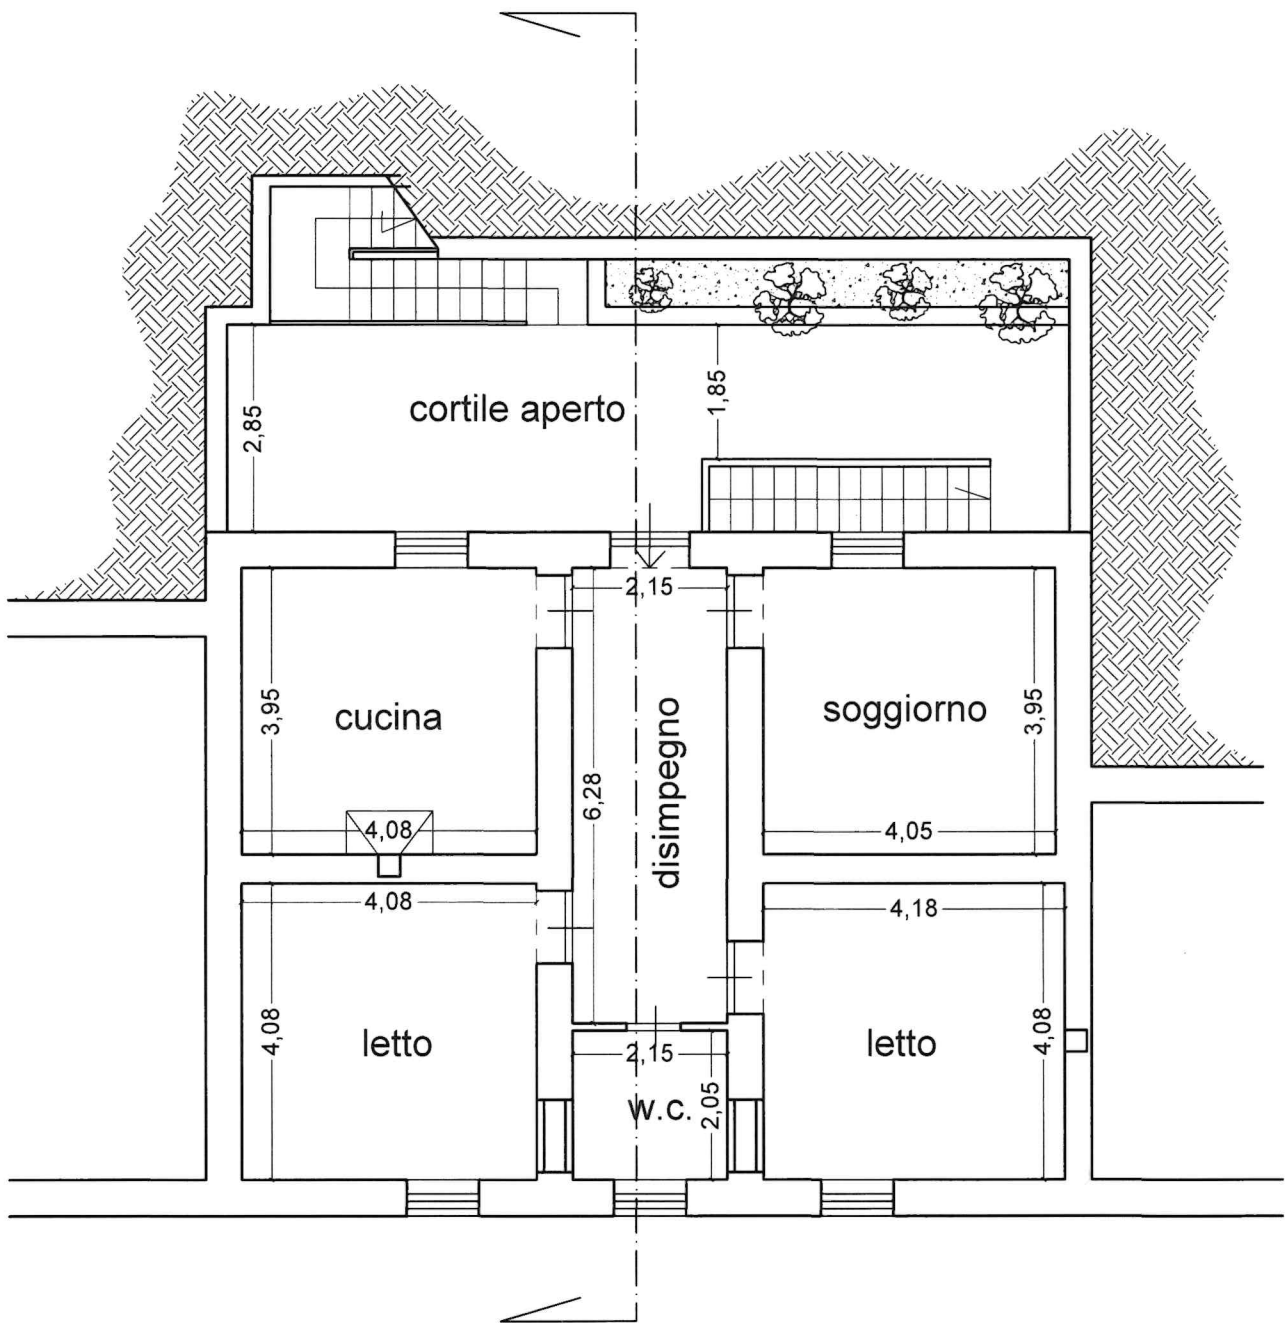 cortile aperto
2,85
1,85
2,15
cucina
3,95
4,08
disimpegno
6,28
soggiorno
3,95
4,05
4,08
letto
4,08
2,15
w.c.
2,05
4,18
letto
4,08